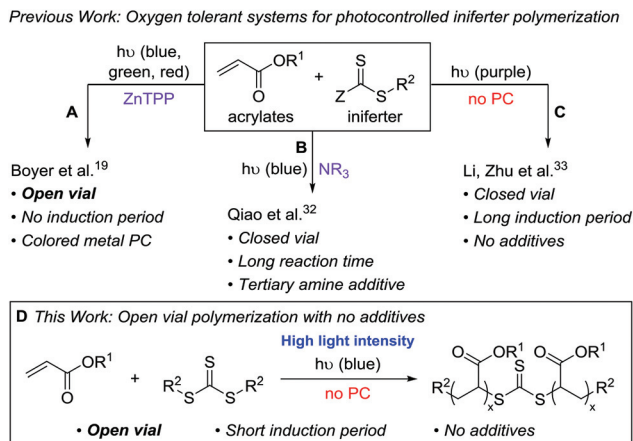 Previous Work: Oxygen tolerant systems for photocontrolled iniferter polymerization
hυ (blue,
green, red)
ZnTPP
A
OR1
O
acrylates
+
S
Z
S
R2
iniferter
hυ (purple)
no PC
C
B
hυ (blue)
NR3
Boyer et al.19
• Open vial
• No induction period
• Colored metal PC
Qiao et al.32
• Closed vial
• Long reaction time
• Tertiary amine additive
Li, Zhu et al.33
• Closed vial
• Long induction period
• No additives
D This Work: Open vial polymerization with no additives
OR1
O
+
R2
S
S
S
R2
High light intensity
hυ (blue)
no PC
O
OR1
O
OR1
R2
x
S
S
S
x
R2
• Open vial
• Short induction period
• No additives